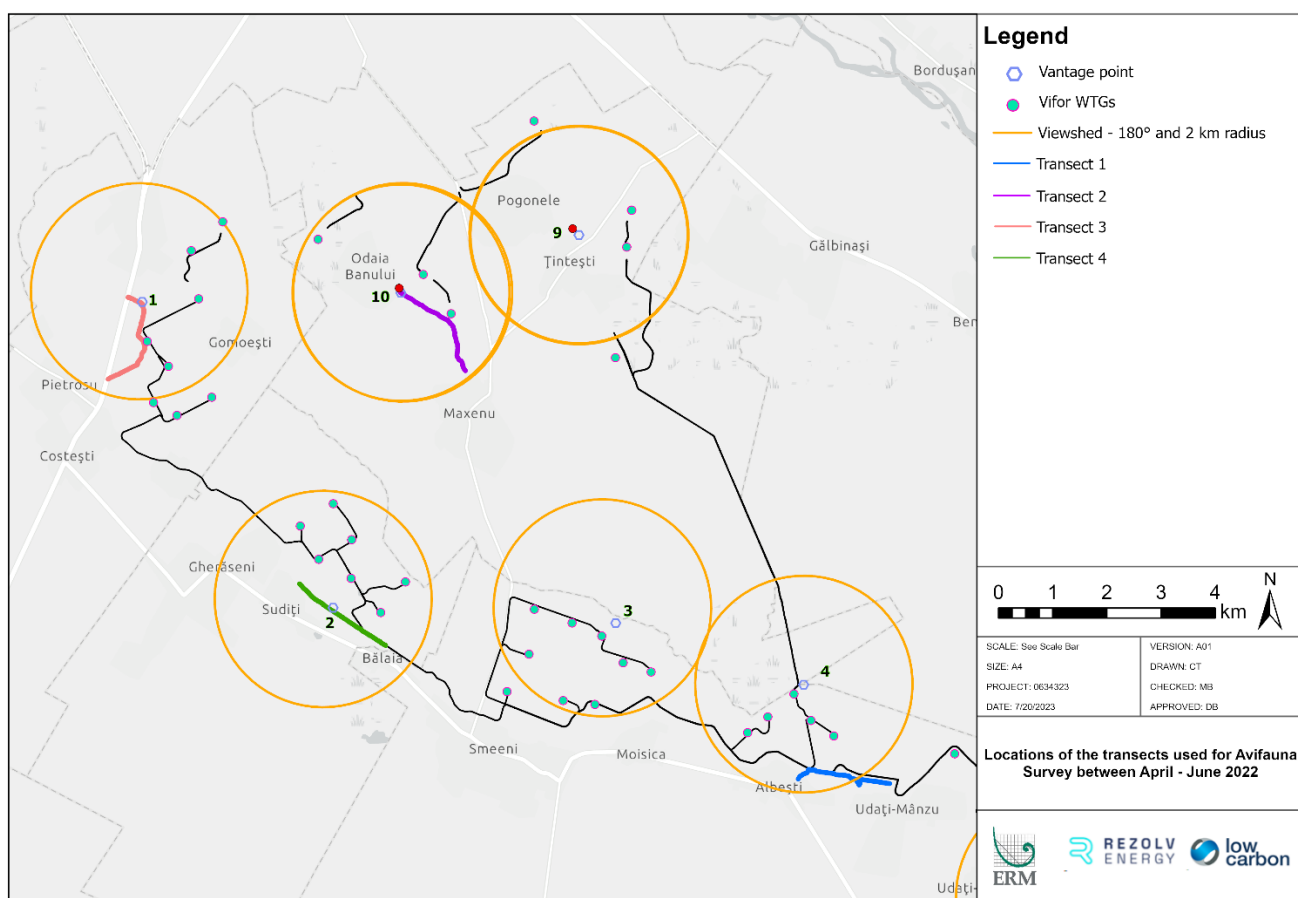 Borduşan
Pogonele
9
Ţinteşti
Gălbinaşi
Ben
Odaia
Banului
10
1
Gomoeşti
Pietrosu
Maxenu
Costeşti
Gherăseni
Sudiţi
2
Bălaia
3
4
Smeeni
Moisica
Albeşti
Udaţi-Mânzu
Udaţi-
Legend
Vantage point
Vifor WTGs
Viewshed - 180° and 2 km radius
Transect 1
Transect 2
Transect 3
Transect 4
0 1 2 3 4
km
N
SCALE: See Scale Bar
VERSION: A01
SIZE: A4
DRAWN: CT
PROJECT: 0634323
CHECKED: MB
DATE: 7/20/2023
APPROVED: DB
Locations of the transects used for Avifauna
Survey between April - June 2022
ERM
REZOLV
ENERGY
low
carbon